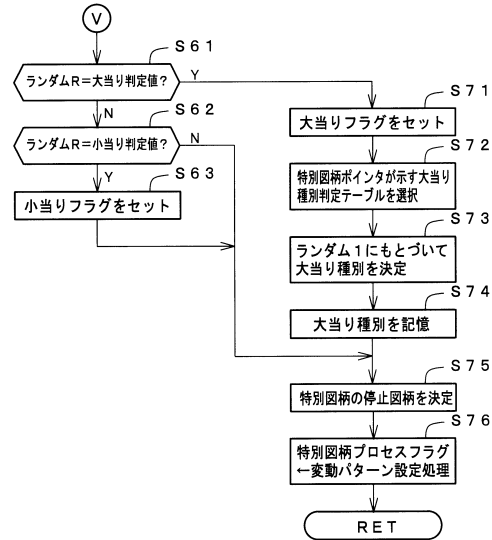 V
S61
ランダムR=大当り判定値?
Y
N
S62
ランダムR=小当り判定値?
N
Y
S63
小当りフラグをセット
S71
大当りフラグをセット
S72
特別図柄ポインタが示す大当り
種別判定テーブルを選択
S73
ランダム1にもとづいて
大当り種別を決定
S74
大当り種別を記憶
S75
特別図柄の停止図柄を決定
S76
特別図柄プロセスフラグ
←変動パターン設定処理
RET